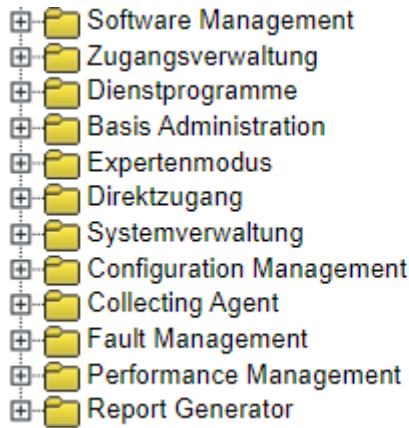 Software Management
Zugangsverwaltung
Dienstprogramme
Basis Administration
Expertenmodus
Direktzugang
Systemverwaltung
Configuration Management
Collecting Agent
Fault Management
Performance Management
Report Generator